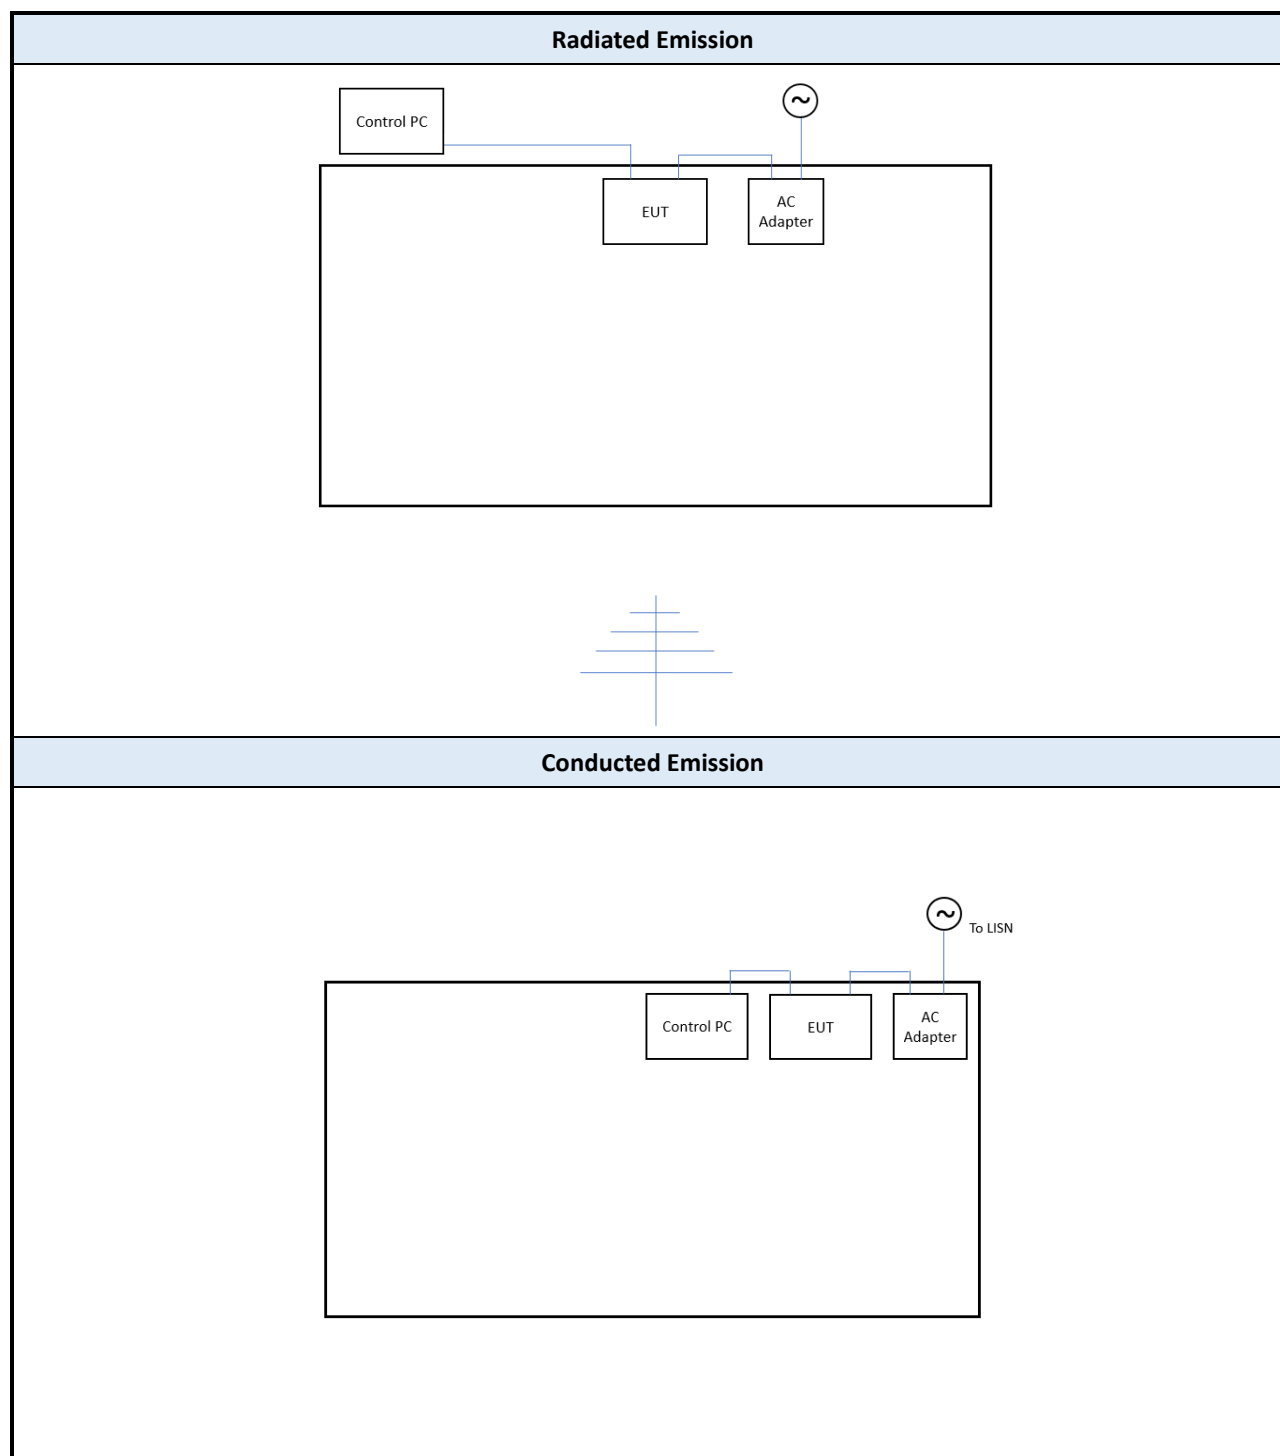 Radiated Emission
Control PC
EUT
AC
Adapter
Conducted Emission
To LISN
Control PC
EUT
AC
Adapter